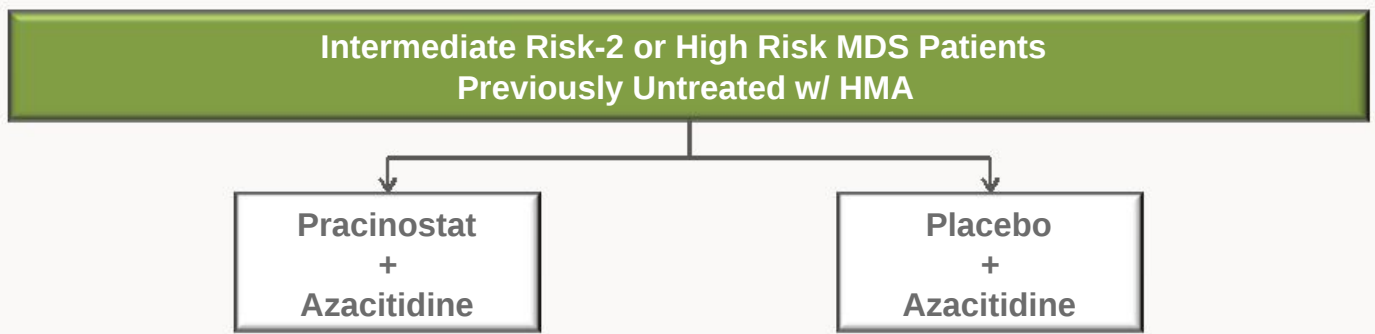 Intermediate Risk-2 or High Risk MDS Patients
Previously Untreated w/ HMA
Pracinostat
+
Azacitidine
Placebo
+
Azacitidine